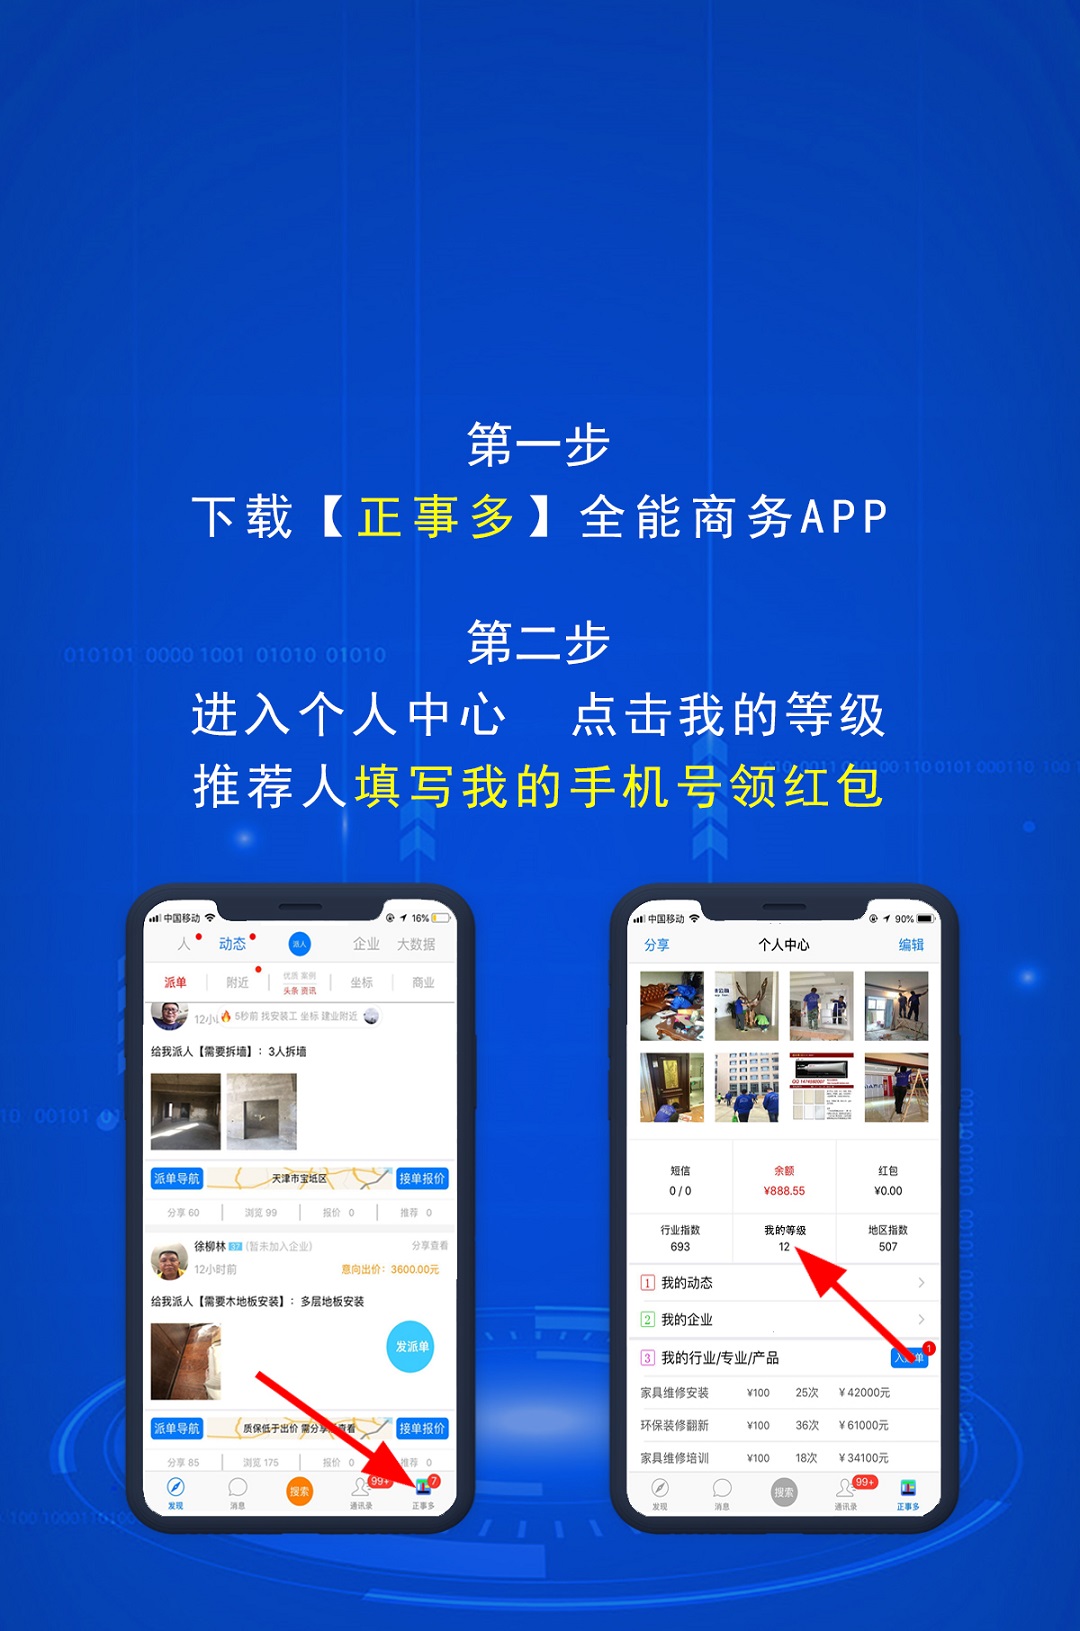 第一步
下载【正事多】全能商务APP
第二步
010101 0000 1001 01010 01010
进入个人中心 点击我的等级
推荐人填写我的手机号领红包
中国移动 16%
人 动态 派人 企业 大数据
派单 附近 优质 案例 头条 资讯 坐标 商业
5秒前 找安装工 坐标 建业附近
给我派人【需要拆墙】：3人拆墙
派单导航 天津市宝坻区 接单报价
分享 60 浏览 99 报价 0 推荐 0
徐柳林 37 (暂未加入企业) 分享查看
12小时前 意向出价：3600.00元
给我派人【需要木地板安装】：多层地板安装
发派单
派单导航 质保低于出价 需分享 查看 接单报价
分享 85 浏览 175 报价 0 推荐 0
99+ 7
发现 消息 搜索 通讯录 正事多
中国移动 90%
分享 个人中心 编辑
短信 余额 红包
0 / 0 ¥888.55 ¥0.00
行业指数 我的等级 地区指数
693 12 507
1 我的动态
2 我的企业
3 我的行业/专业/产品 1
家具维修安装 ¥100 25次 ¥42000元
环保装修翻新 ¥100 36次 ¥61000元
家具维修培训 ¥100 18次 ¥34100元
99+
发现 消息 搜索 通讯录 正事多